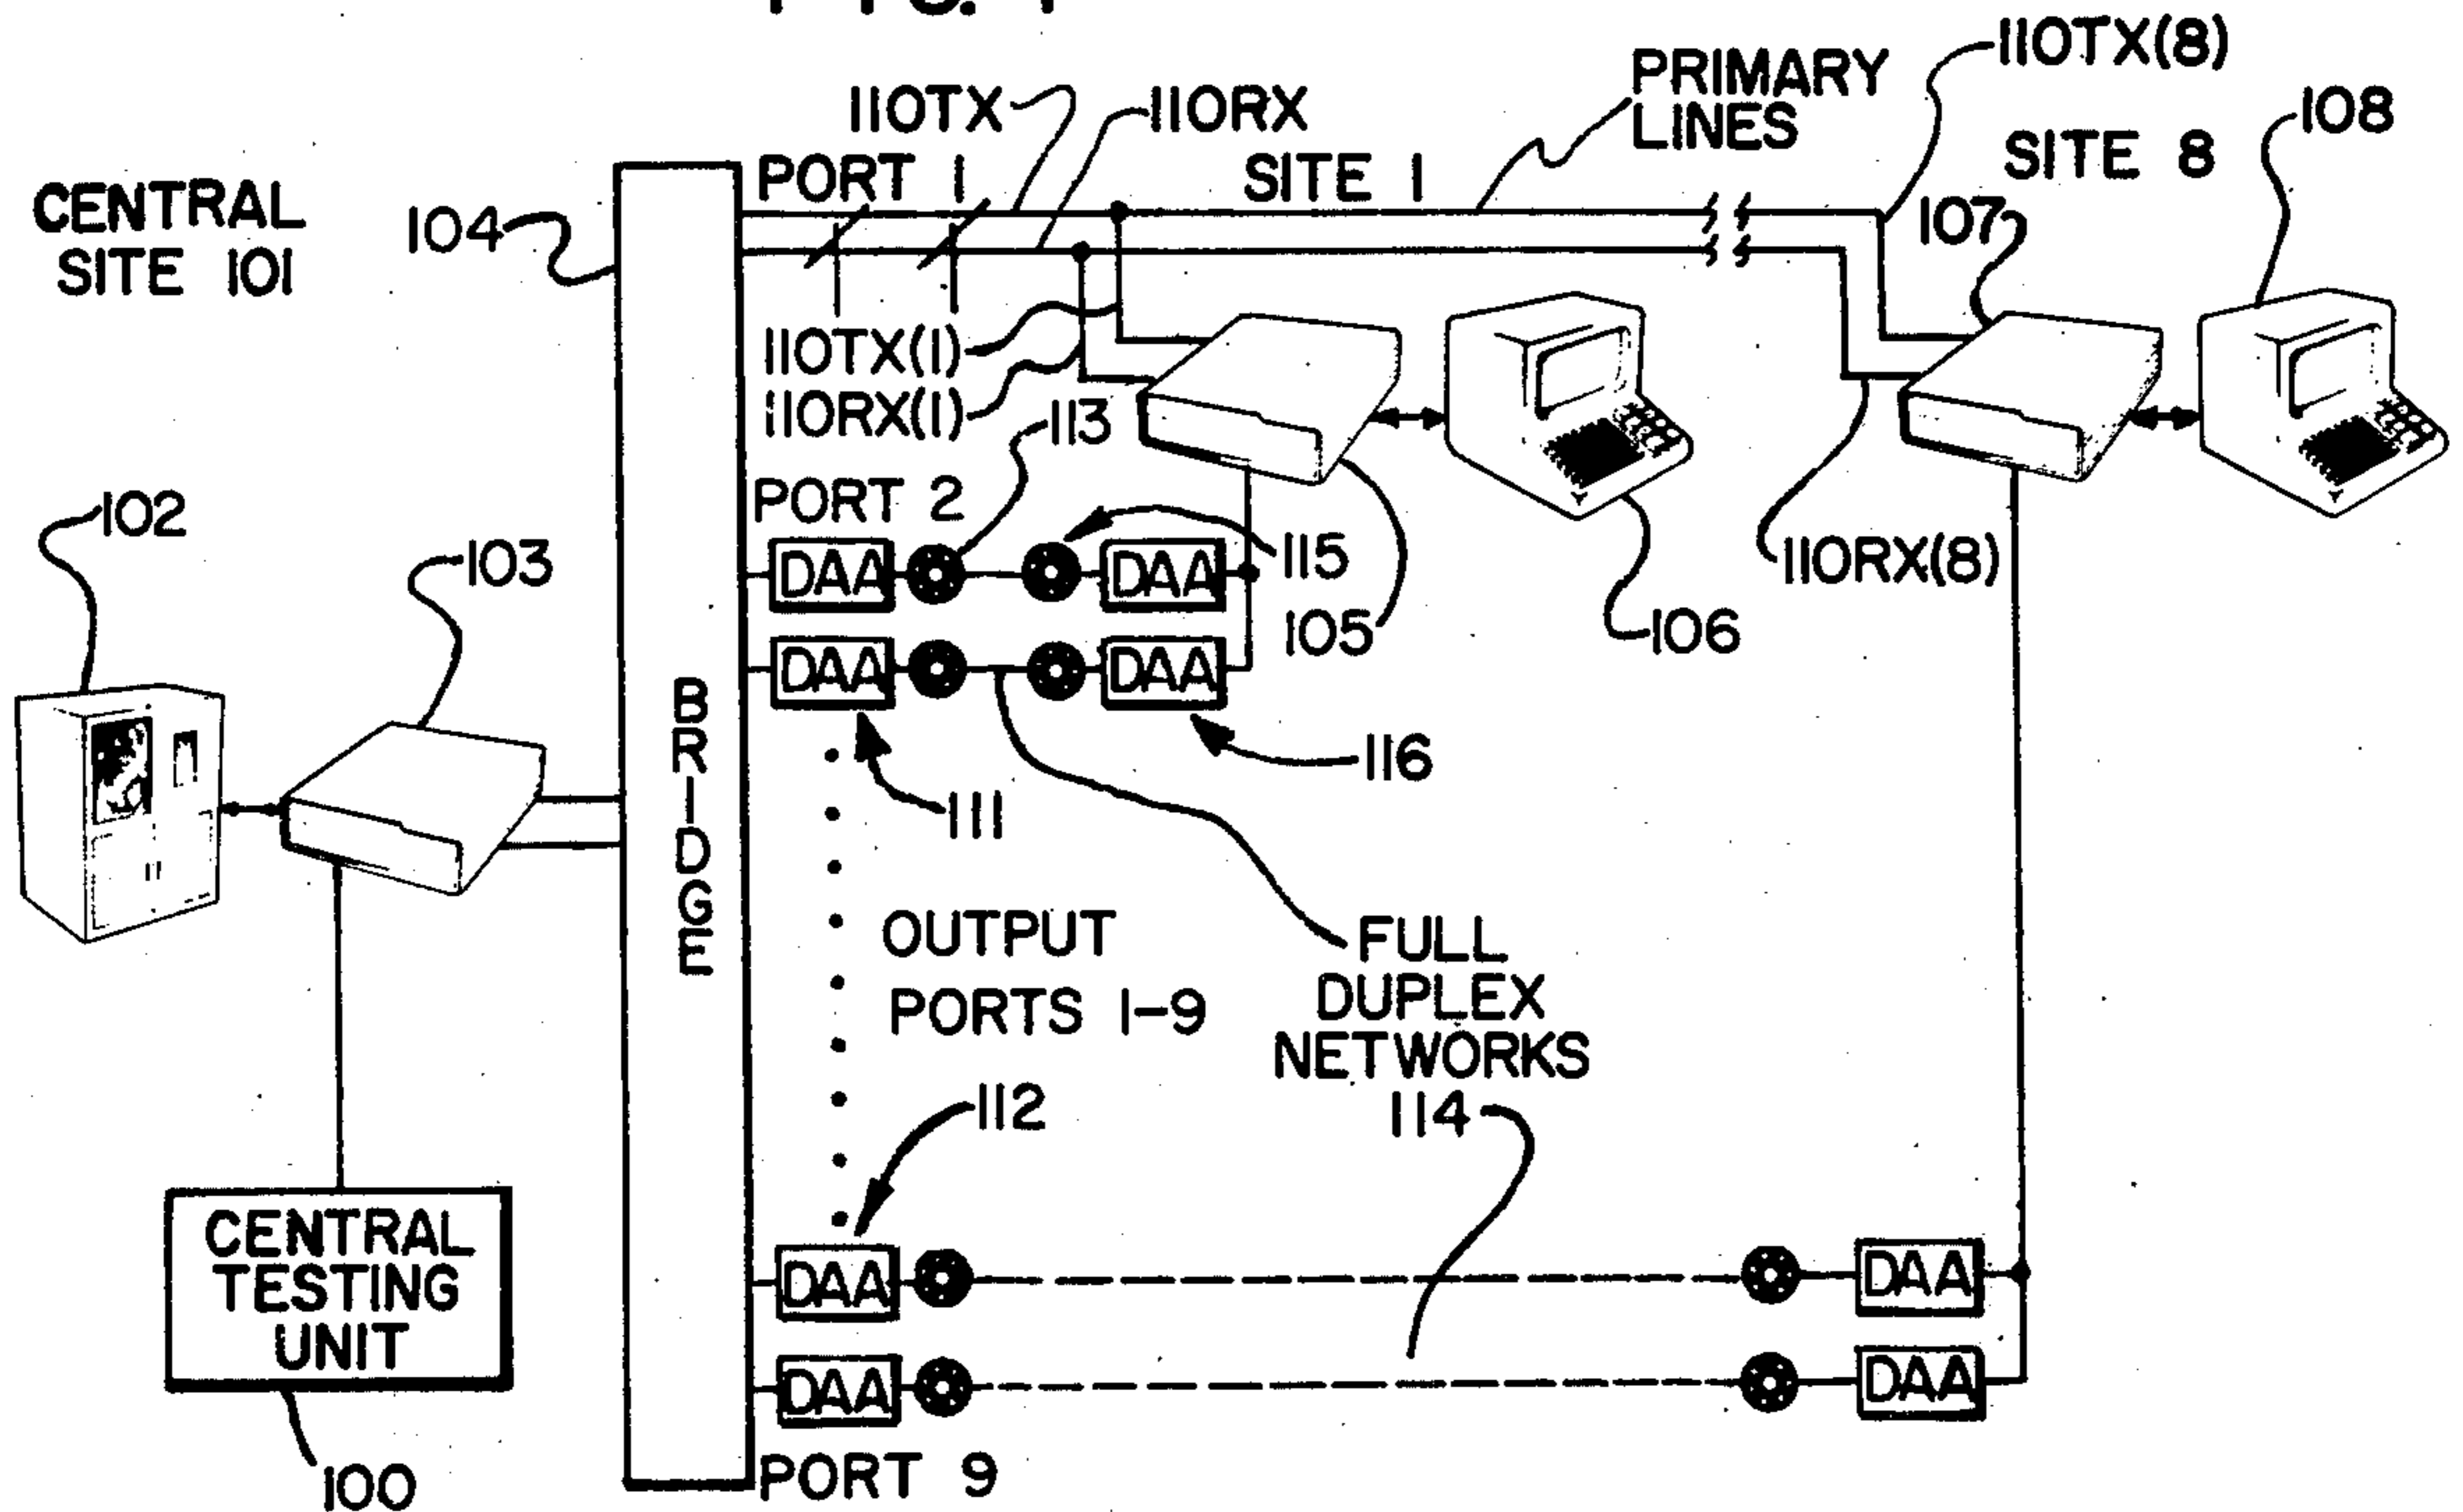 110TX(8)
PRIMARY
LINES
110TX
110RX
108
SITE 8
PORT 1
SITE 1
CENTRAL
SITE 101
104
107
110TX(1)
110RX(1)
113
PORT 2
102
103
DAA
DAA
115
110RX(8)
105
106
DAA
DAA
BRIDGE
116
111
OUTPUT
PORTS 1-9
FULL
DUPLEX
NETWORKS
114
112
CENTRAL
TESTING
UNIT
DAA
DAA
DAA
DAA
PORT 9
100